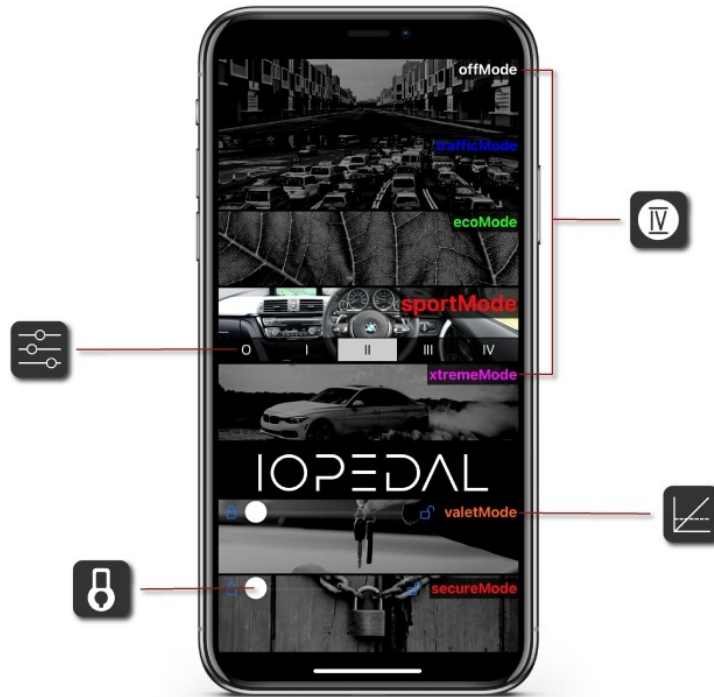 offMode
trafficMode
ecoMode
IV
sportMode
O I II III IV
xtremeMode
IOPEDAL
valetMode
secureMode